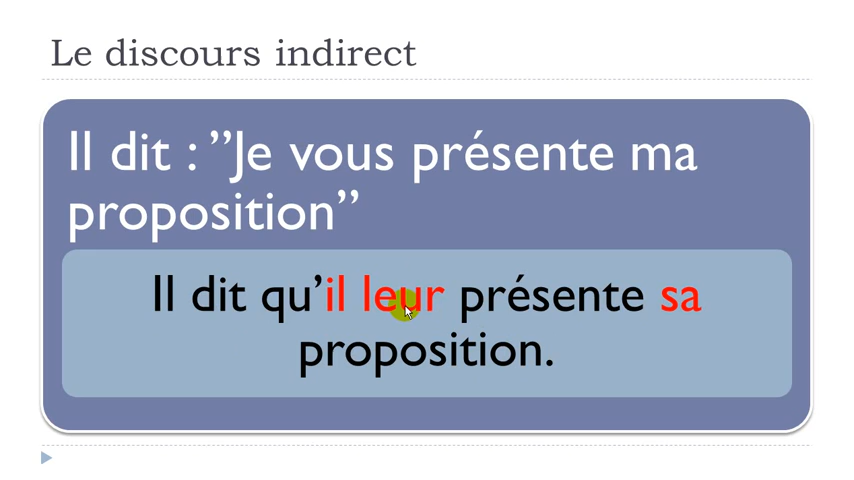 Le discours indirect
Il dit : ”Je vous présente ma
proposition”
Il dit qu’il leur présente sa
proposition.